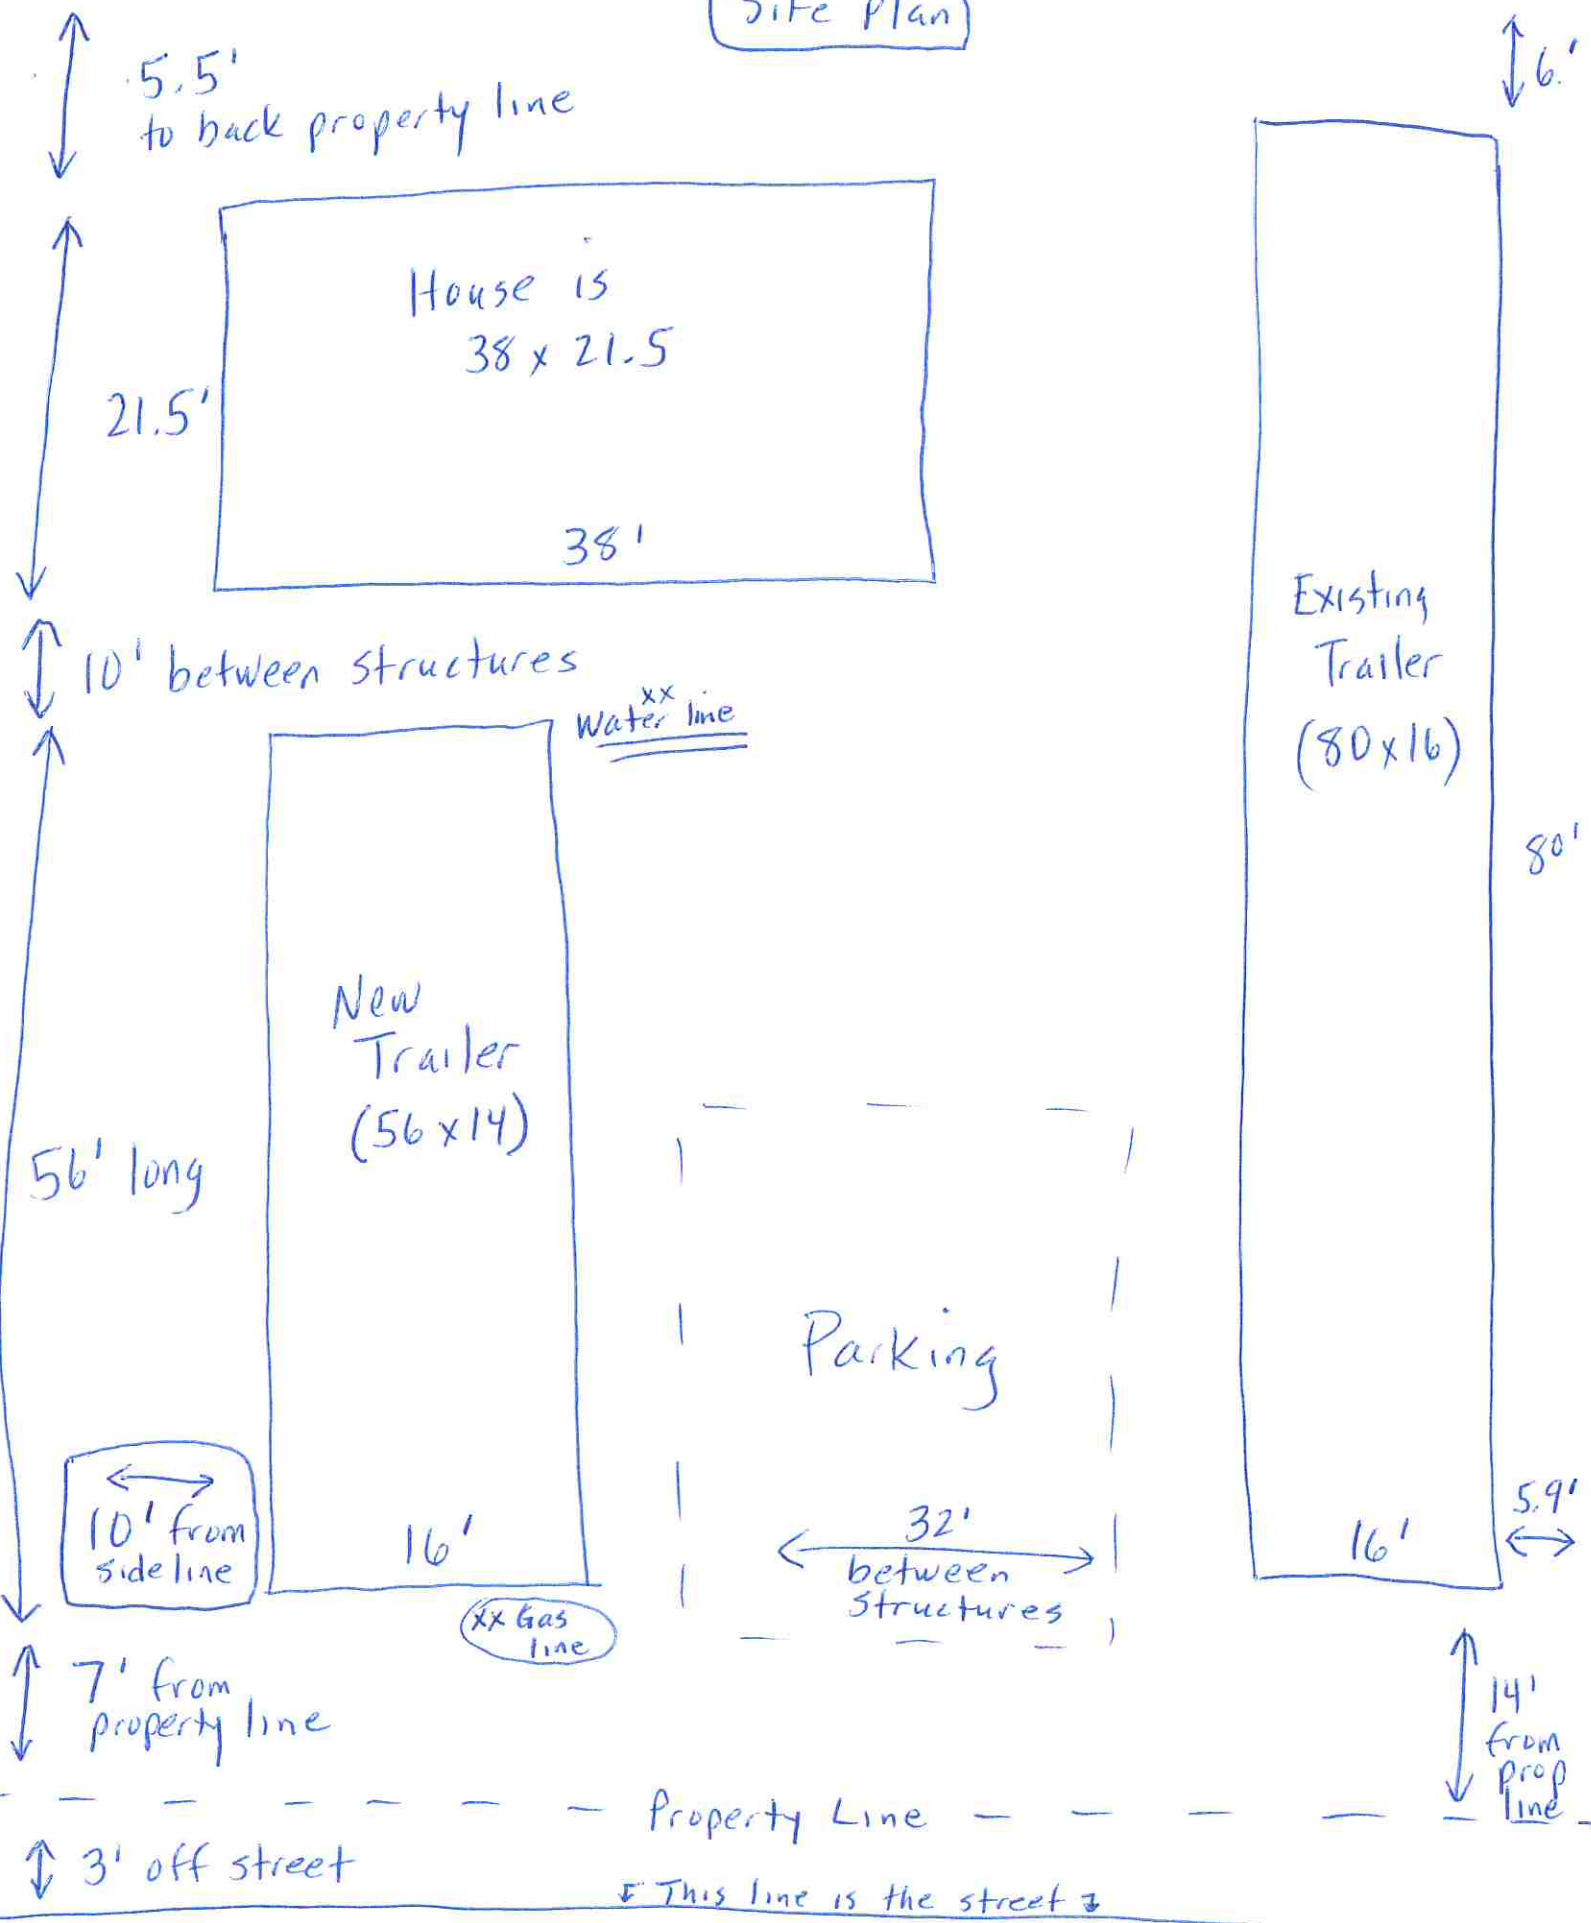 Site Plan
5.5'
to back property line
6.'
House is
38 x 21.5
21.5'
38'
10' between structures
xx
Water line
Existing
Trailer
(80x16)
80'
New
Trailer
(56x14)
56' long
Parking
10' from
side line
16'
32'
between
structures
16'
5.9'
xx Gas
line
7' from
property line
14'
from
prop
line
Property Line
3' off street
This line is the street